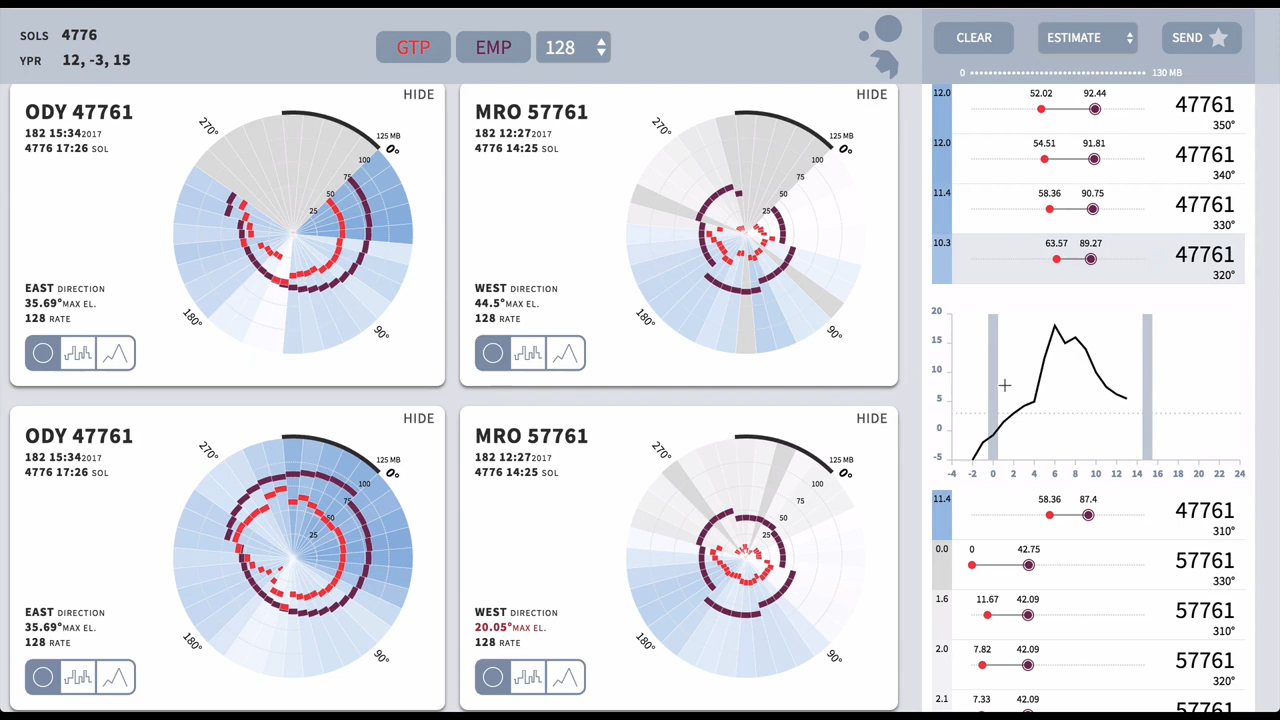 SOLS 4776
YPR 12, -3, 15
GTP EMP 128
CLEAR ESTIMATE SEND
0 130 MB
HIDE
ODY 47761
182 15:34 2017
4776 17:26 SOL
270°
125 MB
0°
100
75
50
25
180°
90°
EAST DIRECTION
35.69° MAX EL.
128 RATE
HIDE
MRO 57761
182 12:27 2017
4776 14:25 SOL
270°
125 MB
0°
100
75
50
25
180°
90°
WEST DIRECTION
44.5° MAX EL.
128 RATE
HIDE
ODY 47761
182 15:34 2017
4776 17:26 SOL
270°
125 MB
0°
100
75
50
25
180°
90°
EAST DIRECTION
35.69° MAX EL.
128 RATE
HIDE
MRO 57761
182 12:27 2017
4776 14:25 SOL
270°
125 MB
0°
100
75
50
25
180°
90°
WEST DIRECTION
20.05° MAX EL.
128 RATE
12.0 52.02 92.44 47761
350°
12.0 54.51 91.81 47761
340°
11.4 58.36 90.75 47761
330°
10.3 63.57 89.27 47761
320°
20
15
10
5
0
-5
-4 -2 0 2 4 6 8 10 12 14 16 18 20 22 24
11.4 58.36 87.4 47761
310°
0.0 0 42.75 57761
330°
1.6 11.67 42.09 57761
310°
2.0 7.82 42.09 57761
320°
2.1 7.33 42.09 57761